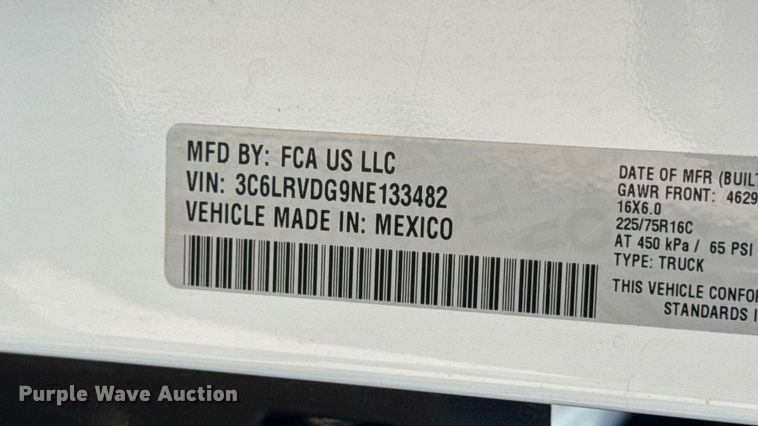 MFD BY: FCA US LLC
VIN: 3C6LRVDG9NE133482
VEHICLE MADE IN: MEXICO
DATE OF MFR (BUIL
GAWR FRONT: 4629
16X6.0
225/75R16C
AT 450 kPa / 65 PSI
TYPE: TRUCK
THIS VEHICLE CONFO
STANDARDS I
Purple Wave Auction